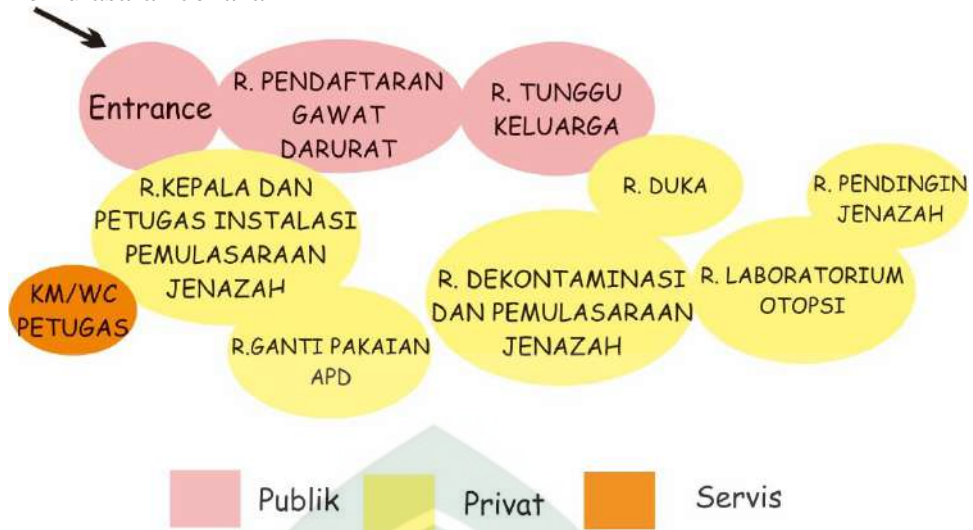 Entrance
R. PENDAFTARAN
GAWAT
DARURAT
R. TUNGGU
KELUARGA
R.KEPALA DAN
PETUGAS INSTALASI
PEMULASARAAN
JENAZAH
R. DUKA
R. PENDINGIN
JENAZAH
KM/WC
PETUGAS
R. DEKONTAMINASI
DAN PEMULASARAAN
JENAZAH
R. LABORATORIUM
OTOPSI
R.GANTI PAKAIAN
APD
Publik
Privat
Servis